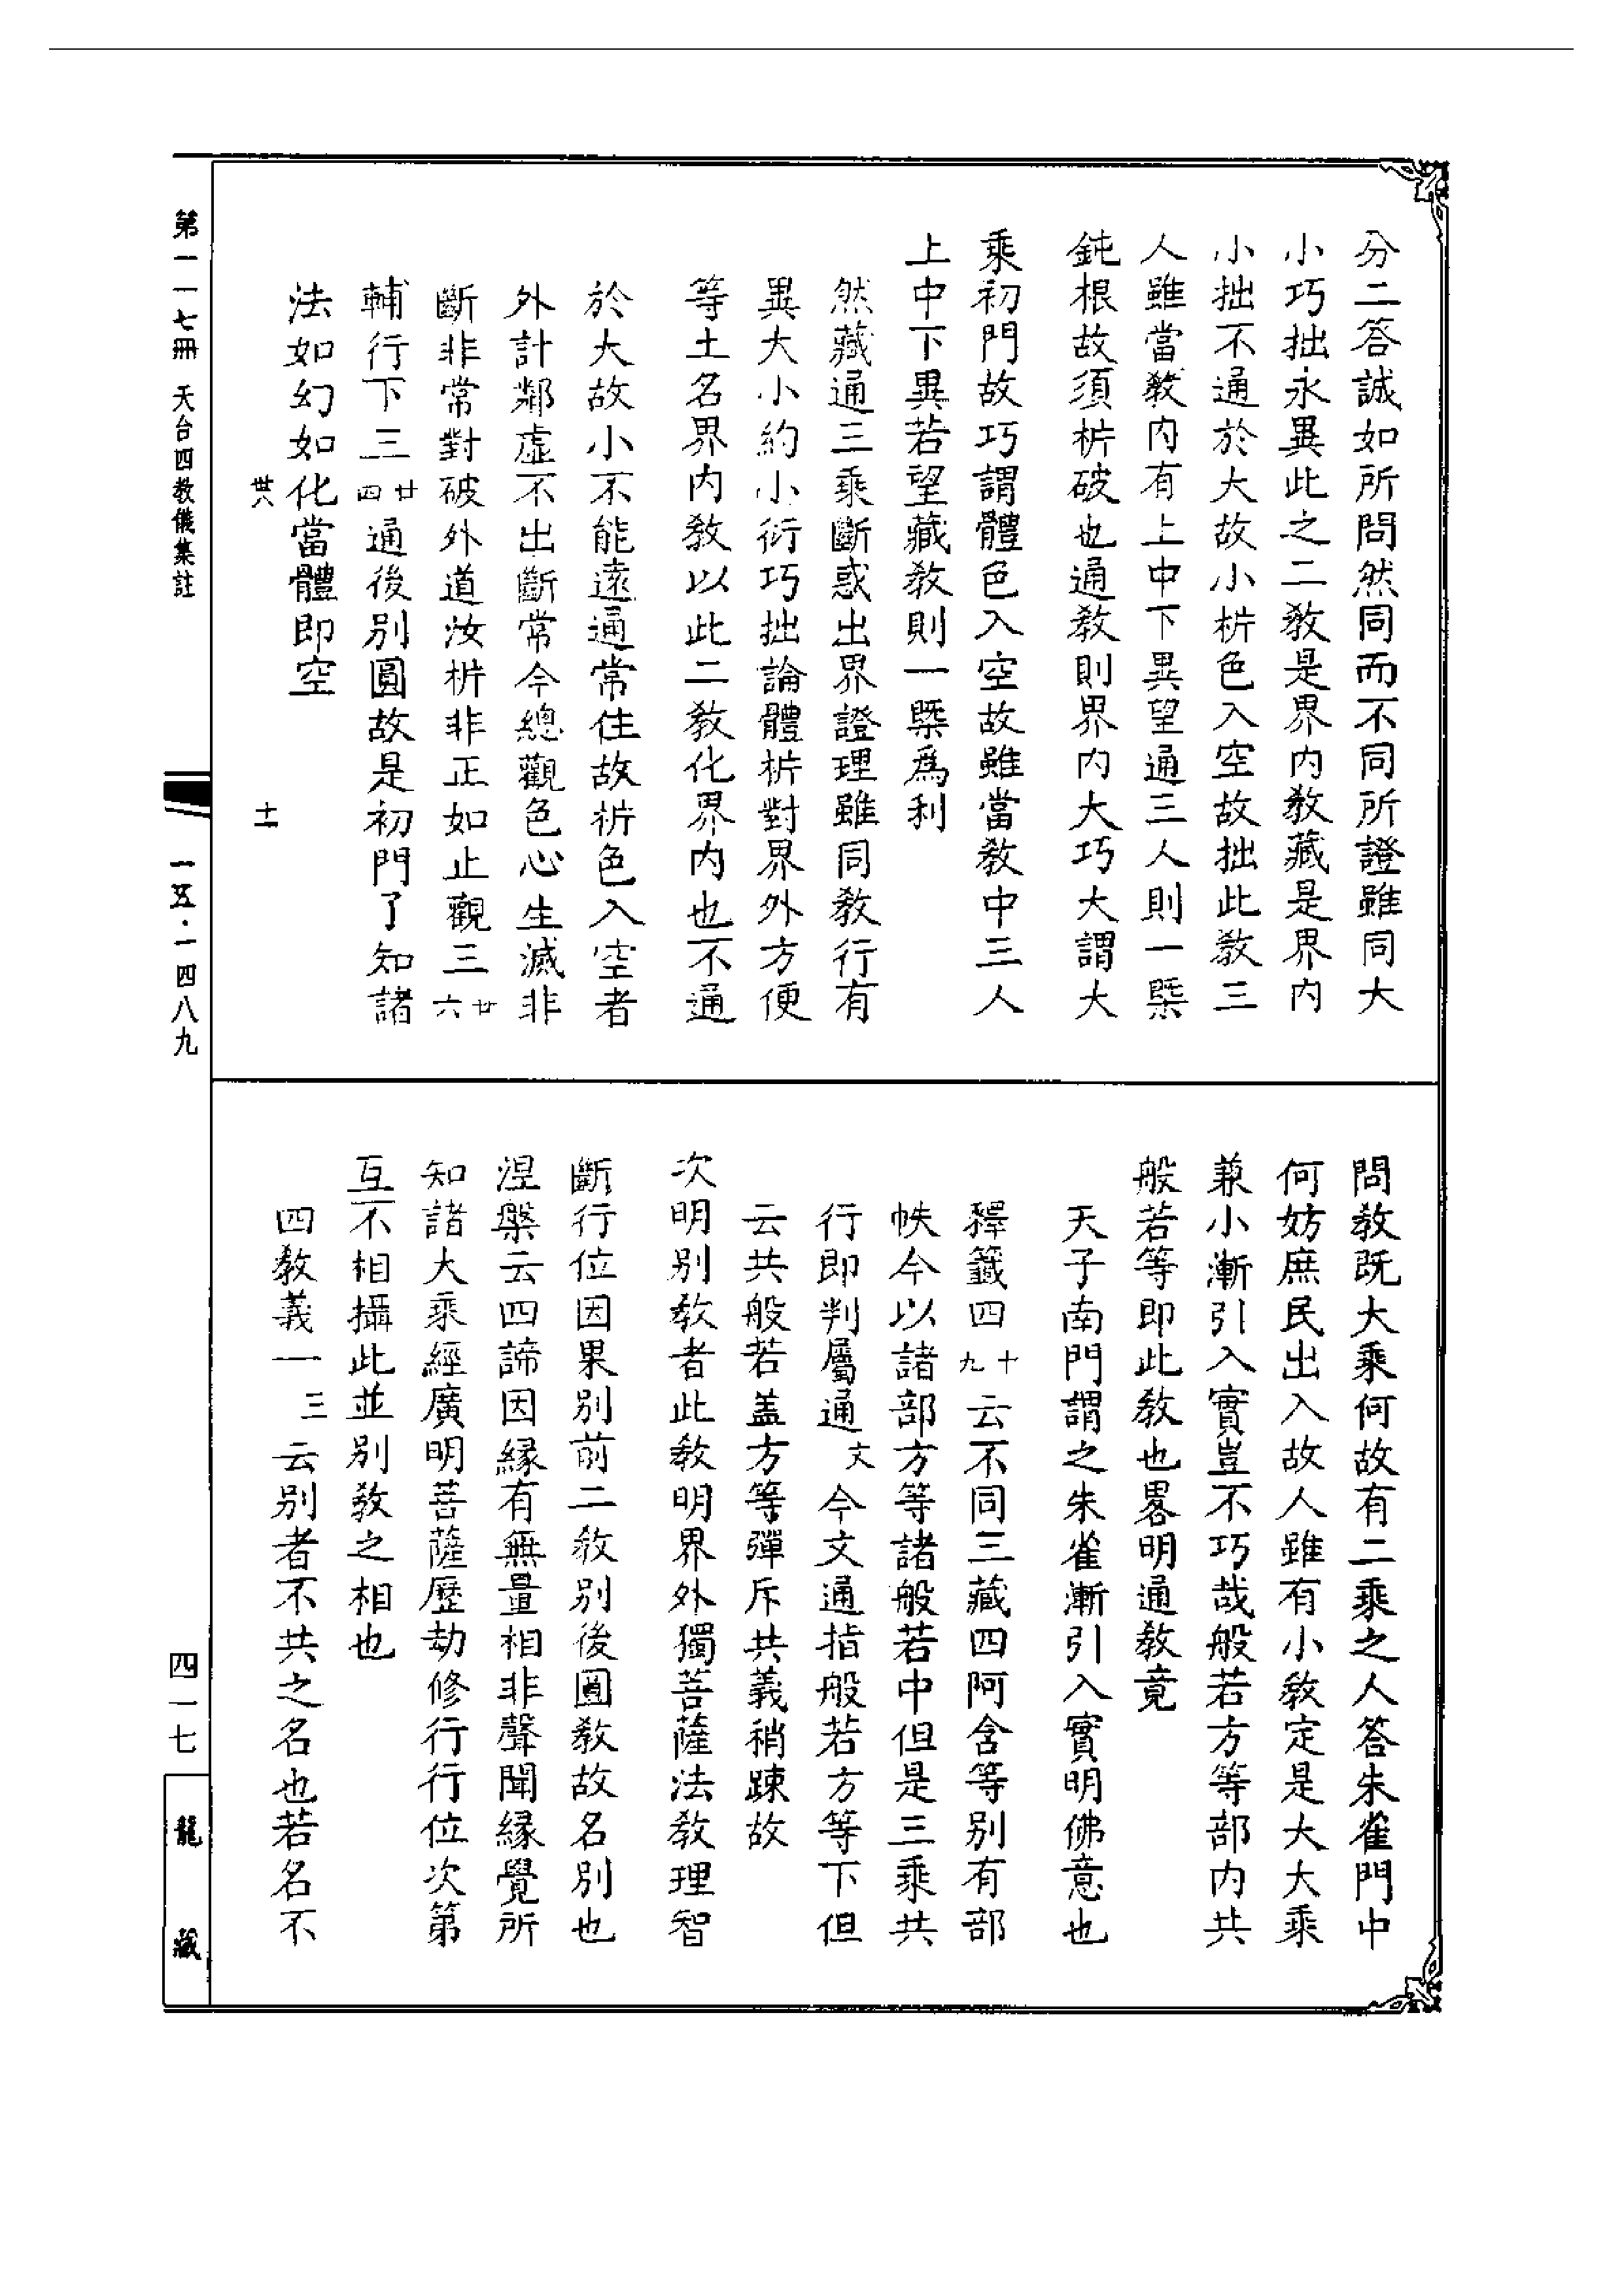 分二答誠如所問然同而不同所證雖同大
小巧拙永異此之二教是界內教藏是界內
小拙不通於大故小析色入空故拙此教三
人雖當教內有上中下異望通三人則一槩
鈍根故須析破也通教則界內大巧大謂大
乘初門故巧謂體色入空故雖當教中三人
上中下異若望藏教則一槩為利
然藏通三乘斷惑出界證理雖同教行有
異大小約小衍巧拙論體析對界外方便
等土名界內教以此二教化界內也不通
於大故小不能遠通常住故析色入空者
外計鄰虛不出斷常今總觀色心生滅非
斷非常對破外道汝析非正如止觀三廿六
輔行下三廿四通後別圓故是初門了知諸
法如幻如化當體即空
卅八 十一
問教既大乘何故有二乘之人答朱雀門中
何妨庶民出入故人雖有小教定是大大乘
兼小漸引入實豈不巧哉般若方等部內共
般若等即此教也畧明通教竟
天子南門謂之朱雀漸引入實明佛意也
釋籤四十九云不同三藏四阿含等別有部
帙今以諸部方等諸般若中但是三乘共
行即判屬通文今文通指般若方等下但
云共般若盖方等彈斥共義稍踈故
次明別教者此教明界外獨菩薩法教理智
斷行位因果別前二教別後圓教故名別也
涅槃云四諦因緣有無量相非聲聞緣覺所
知諸大乘經廣明菩薩歷劫修行行位次第
互不相攝此並別教之相也
四教義一三云別者不共之名也若名不
第一一七冊 天台四教儀集註
一五·一四八九
四一七
龍藏